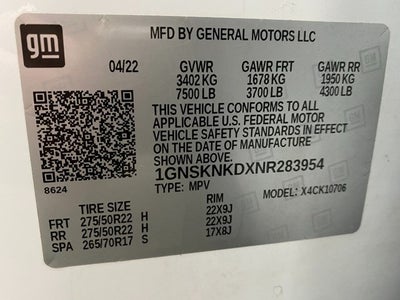 gm
MFD BY GENERAL MOTORS LLC
04/22 GVWR GAWR FRT GAWR RR
3402 KG 1678 KG 1950 KG
7500 LB 3700 LB 4300 LB
THIS VEHICLE CONFORMS TO ALL
APPLICABLE U.S. FEDERAL MOTOR
VEHICLE SAFETY STANDARDS IN EFFECT
ON THE DATE OF MANUFACTURE
SHOWN ABOVE.
1GNSKNKDXNR283954
8624 TYPE: MPV MODEL: X4CK10706
TIRE SIZE RIM
FRT 275/50R22 H 22X9J
RR 275/50R22 H 22X9J
SPA 265/70R17 S 17X8J